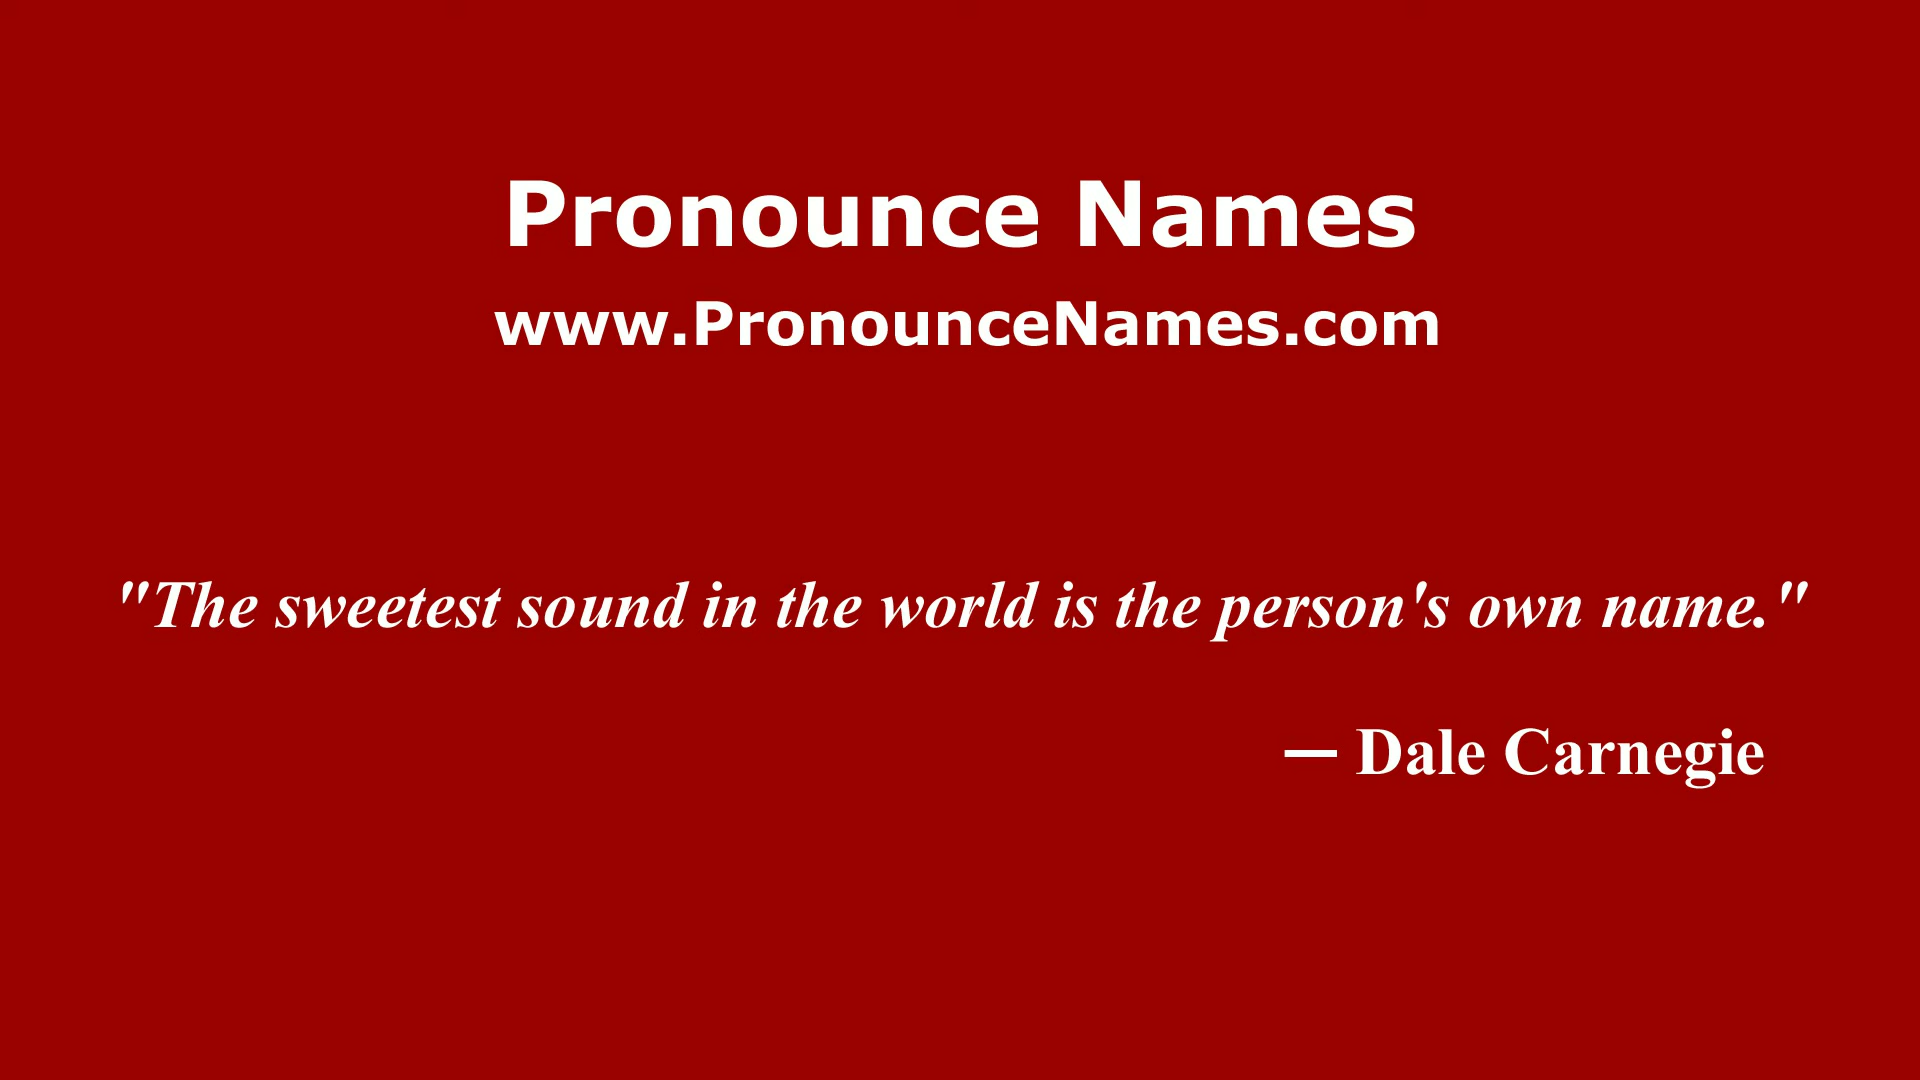 Pronounce Names
www.PronounceNames.com
"The sweetest sound in the world is the person's own name."
— Dale Carnegie